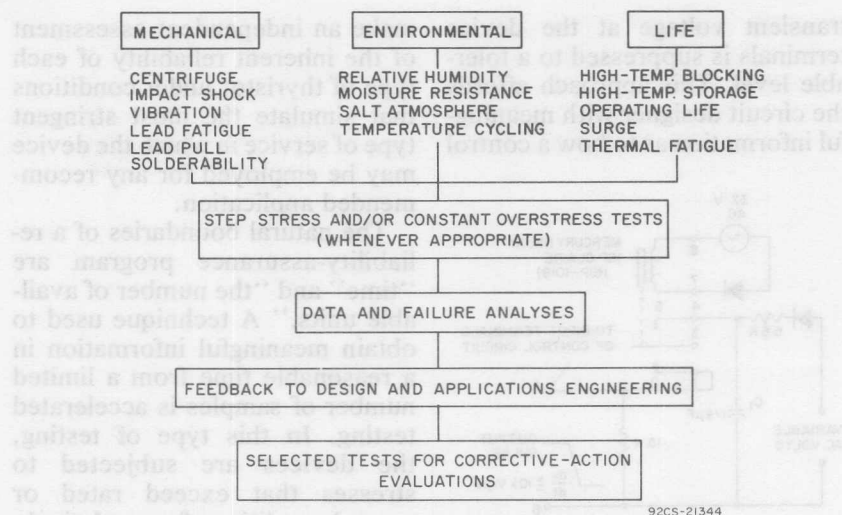 MECHANICAL
ENVIRONMENTAL
LIFE
CENTRIFUGE
IMPACT SHOCK
VIBRATION
LEAD FATIGUE
LEAD PULL
SOLDERABILITY
RELATIVE HUMIDITY
MOISTURE RESISTANCE
SALT ATMOSPHERE
TEMPERATURE CYCLING
HIGH-TEMP. BLOCKING
HIGH-TEMP. STORAGE
OPERATING LIFE
SURGE
THERMAL FATIGUE
STEP STRESS AND/OR CONSTANT OVERSTRESS TESTS
(WHENEVER APPROPRIATE)
DATA AND FAILURE ANALYSES
FEEDBACK TO DESIGN AND APPLICATIONS ENGINEERING
SELECTED TESTS FOR CORRECTIVE-ACTION
EVALUATIONS
92CS-21344